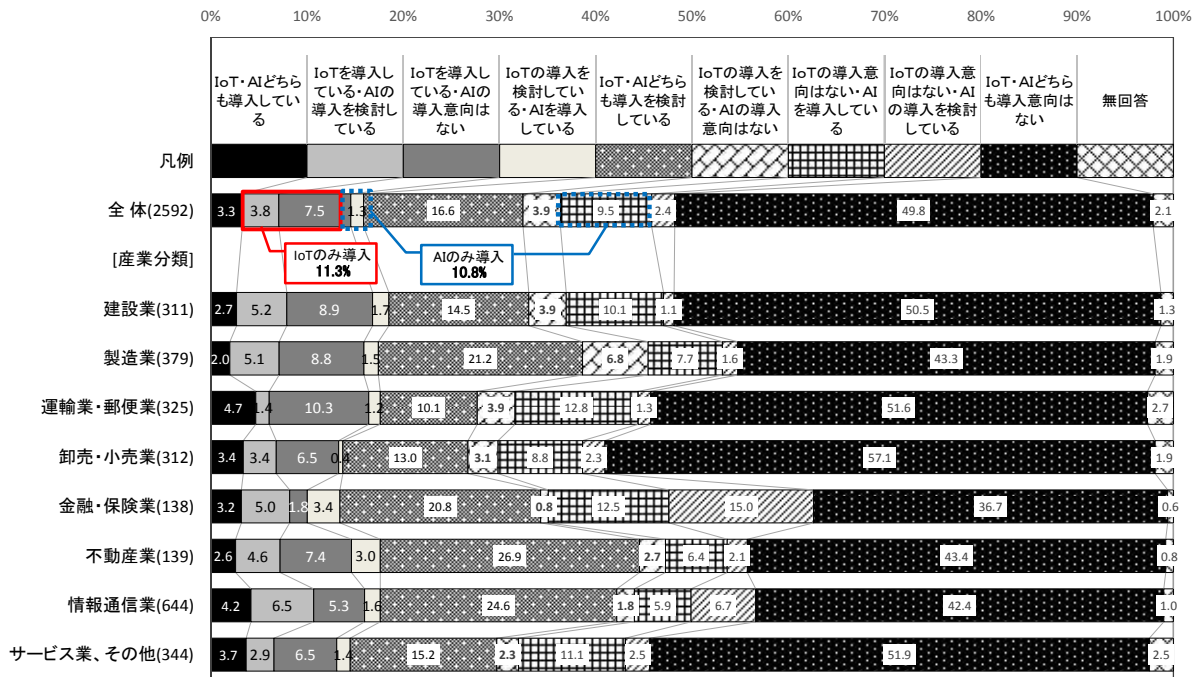 0% 10% 20% 30% 40% 50% 60% 70% 80% 90% 100%
IoT・AIどちら
も導入してい
る
IoTを導入し
ている・AIの
導入を検討し
ている
IoTを導入し
ている・AIの
導入意向は
ない
IoTの導入を
検討してい
る・AIを導入
している
IoT・AIどちら
も導入を検討
している
IoTの導入を
検討してい
る・AIの導入
意向はない
IoTの導入意
向はない・AI
を導入してい
る
IoTの導入意
向はない・AI
の導入を検討
している
IoT・AIどちら
も導入意向は
ない
無回答
凡例
全 体(2592) 3.3 3.8 7.5 1.3 16.6 3.9 9.5 2.4 49.8 2.1
IoTのみ導入
11.3%
AIのみ導入
10.8%
[産業分類]
建設業(311) 2.7 5.2 8.9 1.7 14.5 3.9 10.1 1.1 50.5 1.3
製造業(379) 2.0 5.1 8.8 1.5 21.2 6.8 7.7 1.6 43.3 1.9
運輸業・郵便業(325) 4.7 1.4 10.3 1.2 10.1 3.9 12.8 1.3 51.6 2.7
卸売・小売業(312) 3.4 3.4 6.5 0.4 13.0 3.1 8.8 2.3 57.1 1.9
金融・保険業(138) 3.2 5.0 1.8 3.4 20.8 0.8 12.5 15.0 36.7 0.6
不動産業(139) 2.6 4.6 7.4 3.0 26.9 2.7 6.4 2.1 43.4 0.8
情報通信業(644) 4.2 6.5 5.3 1.6 24.6 1.8 5.9 6.7 42.4 1.0
サービス業、その他(344) 3.7 2.9 6.5 1.4 15.2 2.3 11.1 2.5 51.9 2.5